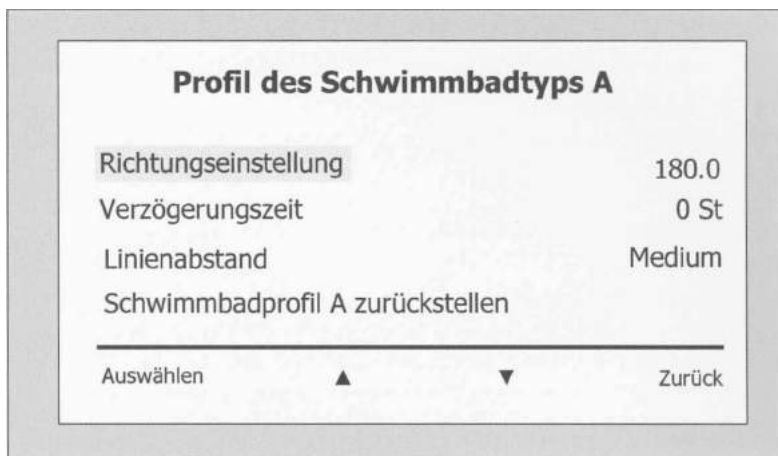 Profil des Schwimmbadtyps A
Richtungseinstellung 180.0
Verzögerungszeit 0 St
Linienabstand Medium
Schwimmbadprofil A zurückstellen
Auswählen ▲ ▼ Zurück